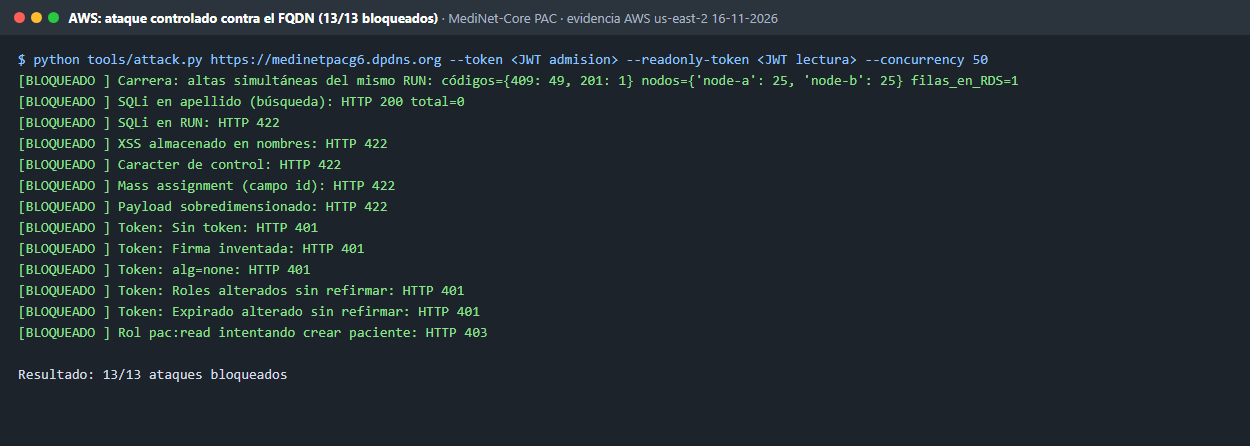 AWS: ataque controlado contra el FQDN (13/13 bloqueados) · MediNet-Core PAC · evidencia AWS us-east-2 16-11-2026
$ python tools/attack.py https://medinetpacg6.dpdns.org --token <JWT admision> --readonly-token <JWT lectura> --concurrency 50
[BLOQUEADO ] Carrera: altas simultáneas del mismo RUN: códigos={409: 49, 201: 1} nodos={'node-a': 25, 'node-b': 25} filas_en_RDS=1
[BLOQUEADO ] SQLi en apellido (búsqueda): HTTP 200 total=0
[BLOQUEADO ] SQLi en RUN: HTTP 422
[BLOQUEADO ] XSS almacenado en nombres: HTTP 422
[BLOQUEADO ] Caracter de control: HTTP 422
[BLOQUEADO ] Mass assignment (campo id): HTTP 422
[BLOQUEADO ] Payload sobredimensionado: HTTP 422
[BLOQUEADO ] Token: Sin token: HTTP 401
[BLOQUEADO ] Token: Firma inventada: HTTP 401
[BLOQUEADO ] Token: alg=none: HTTP 401
[BLOQUEADO ] Token: Roles alterados sin refirmar: HTTP 401
[BLOQUEADO ] Token: Expirado alterado sin refirmar: HTTP 401
[BLOQUEADO ] Rol pac:read intentando crear paciente: HTTP 403
Resultado: 13/13 ataques bloqueados